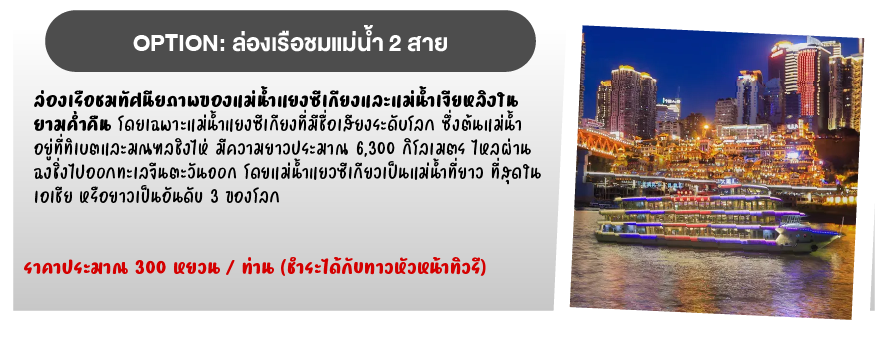 OPTION: ล่องเรือชมแม่น้ำ 2 สาย
ล่องเรือชมทัศนียภาพของแม่น้ำแยงซีเกียงและแม่น้ำเจียหลิงใน
ยามค่ำคืน โดยเฉพาะแม่น้ำแยงซีเกียงที่มีชื่อเสียงระดับโลก ซึ่งต้นแม่น้ำ
อยู่ที่ทิเบตและมณฑลชิงไห่ มีความยาวประมาณ 6,300 กิโลเมตร ไหลผ่าน
ฉงชิ่งไปออกทะเลจีนตะวันออก โดยแม่น้ำแยวซีเกียวเป็นแม่น้ำที่ยาว ที่สุดใน
เอเชีย หรือยาวเป็นอันดับ 3 ของโลก
ราคาประมาณ 300 หยวน / ท่าน (ชำระได้กับทาวหัวหน้าทิวร์)